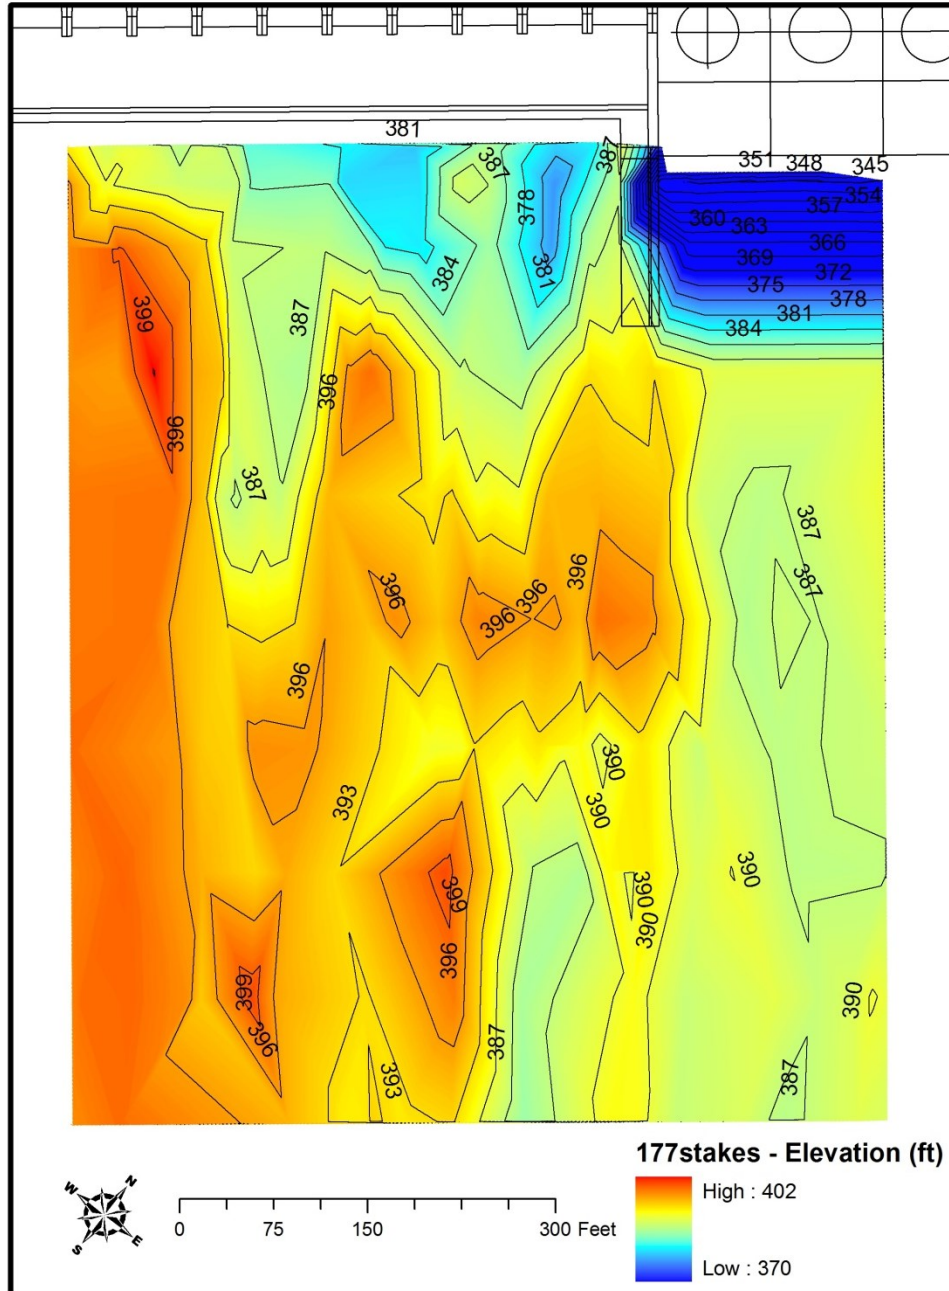 381
351 348 345
387 387
354
378 357
360 363
366
384 381 369 372
375 378
399 387 381
384
396
396
387 387
387
396 396 396 396
396
390
393 390
399 390 390
396 390
399 390
396 387
393 387
177stakes - Elevation (ft)
High : 402
Low : 370
N
W
E
S
0 75 150 300 Feet